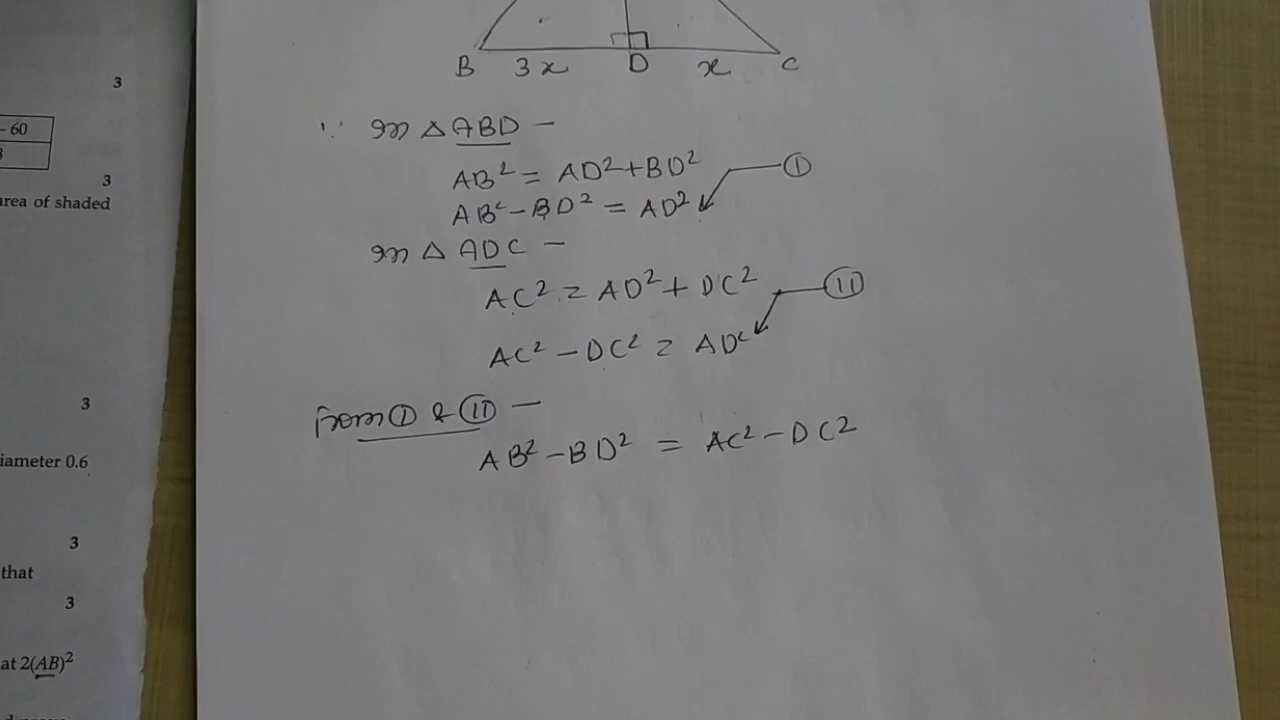 B 3x D x C
3
∵ In △ ABD –
- 60
AB² = AD² + BD² ①
3
AB² – BD² = AD²
area of shaded
In △ ADC –
AC² = AD² + DC² ⑪
AC² – DC² = AD²
3
from ① & ⑪ –
AB² – BD² = AC² – DC²
iameter 0.6
3
that
3
at 2(AB)²